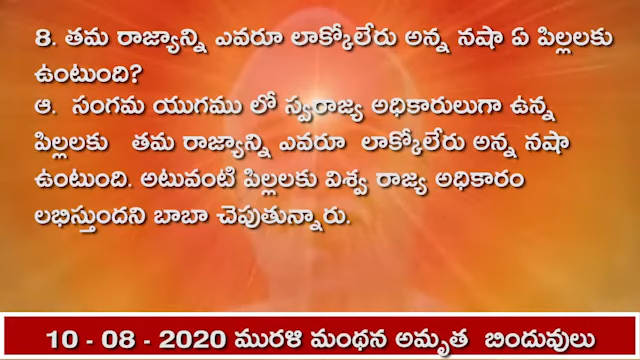 8. తమ రాజ్యాన్ని ఎవరూ లాక్కోలేరు అన్న నషా ఏ పిల్లలకు
ఉంటుంది?
ఆ. సంగమ యుగము లో స్వరాజ్య అధికారులుగా ఉన్న
పిల్లలకు తమ రాజ్యాన్ని ఎవరూ లాక్కోలేరు అన్న నషా
ఉంటుంది. అటువంటి పిల్లలకు విశ్వ రాజ్య అధికారం
లభిస్తుందని బాబా చెపుతున్నారు.
10 - 08 - 2020 మురళి మంథన అమృత బిందువులు